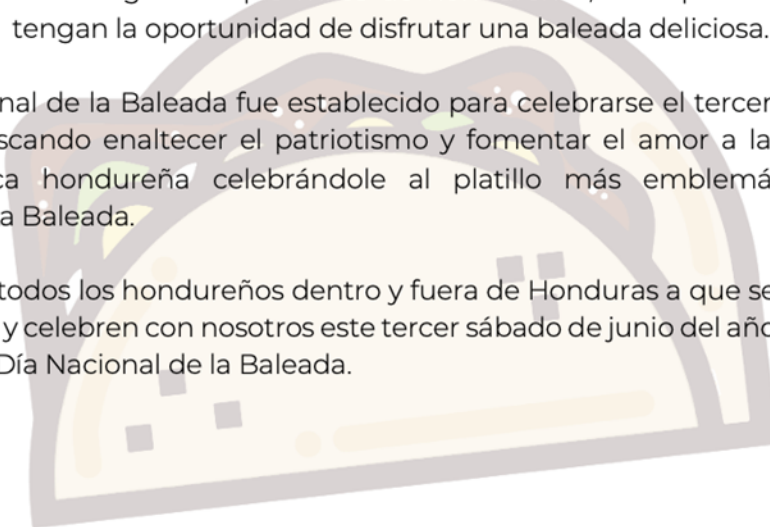 tengan la oportunidad de disfrutar una baleada deliciosa.
nal de la Baleada fue establecido para celebrarse el tercer
scando enaltecer el patriotismo y fomentar el amor a la
ca hondureña celebrándole al platillo más emblemá
a Baleada.
todos los hondureños dentro y fuera de Honduras a que se
y celebren con nosotros este tercer sábado de junio del año
Día Nacional de la Baleada.